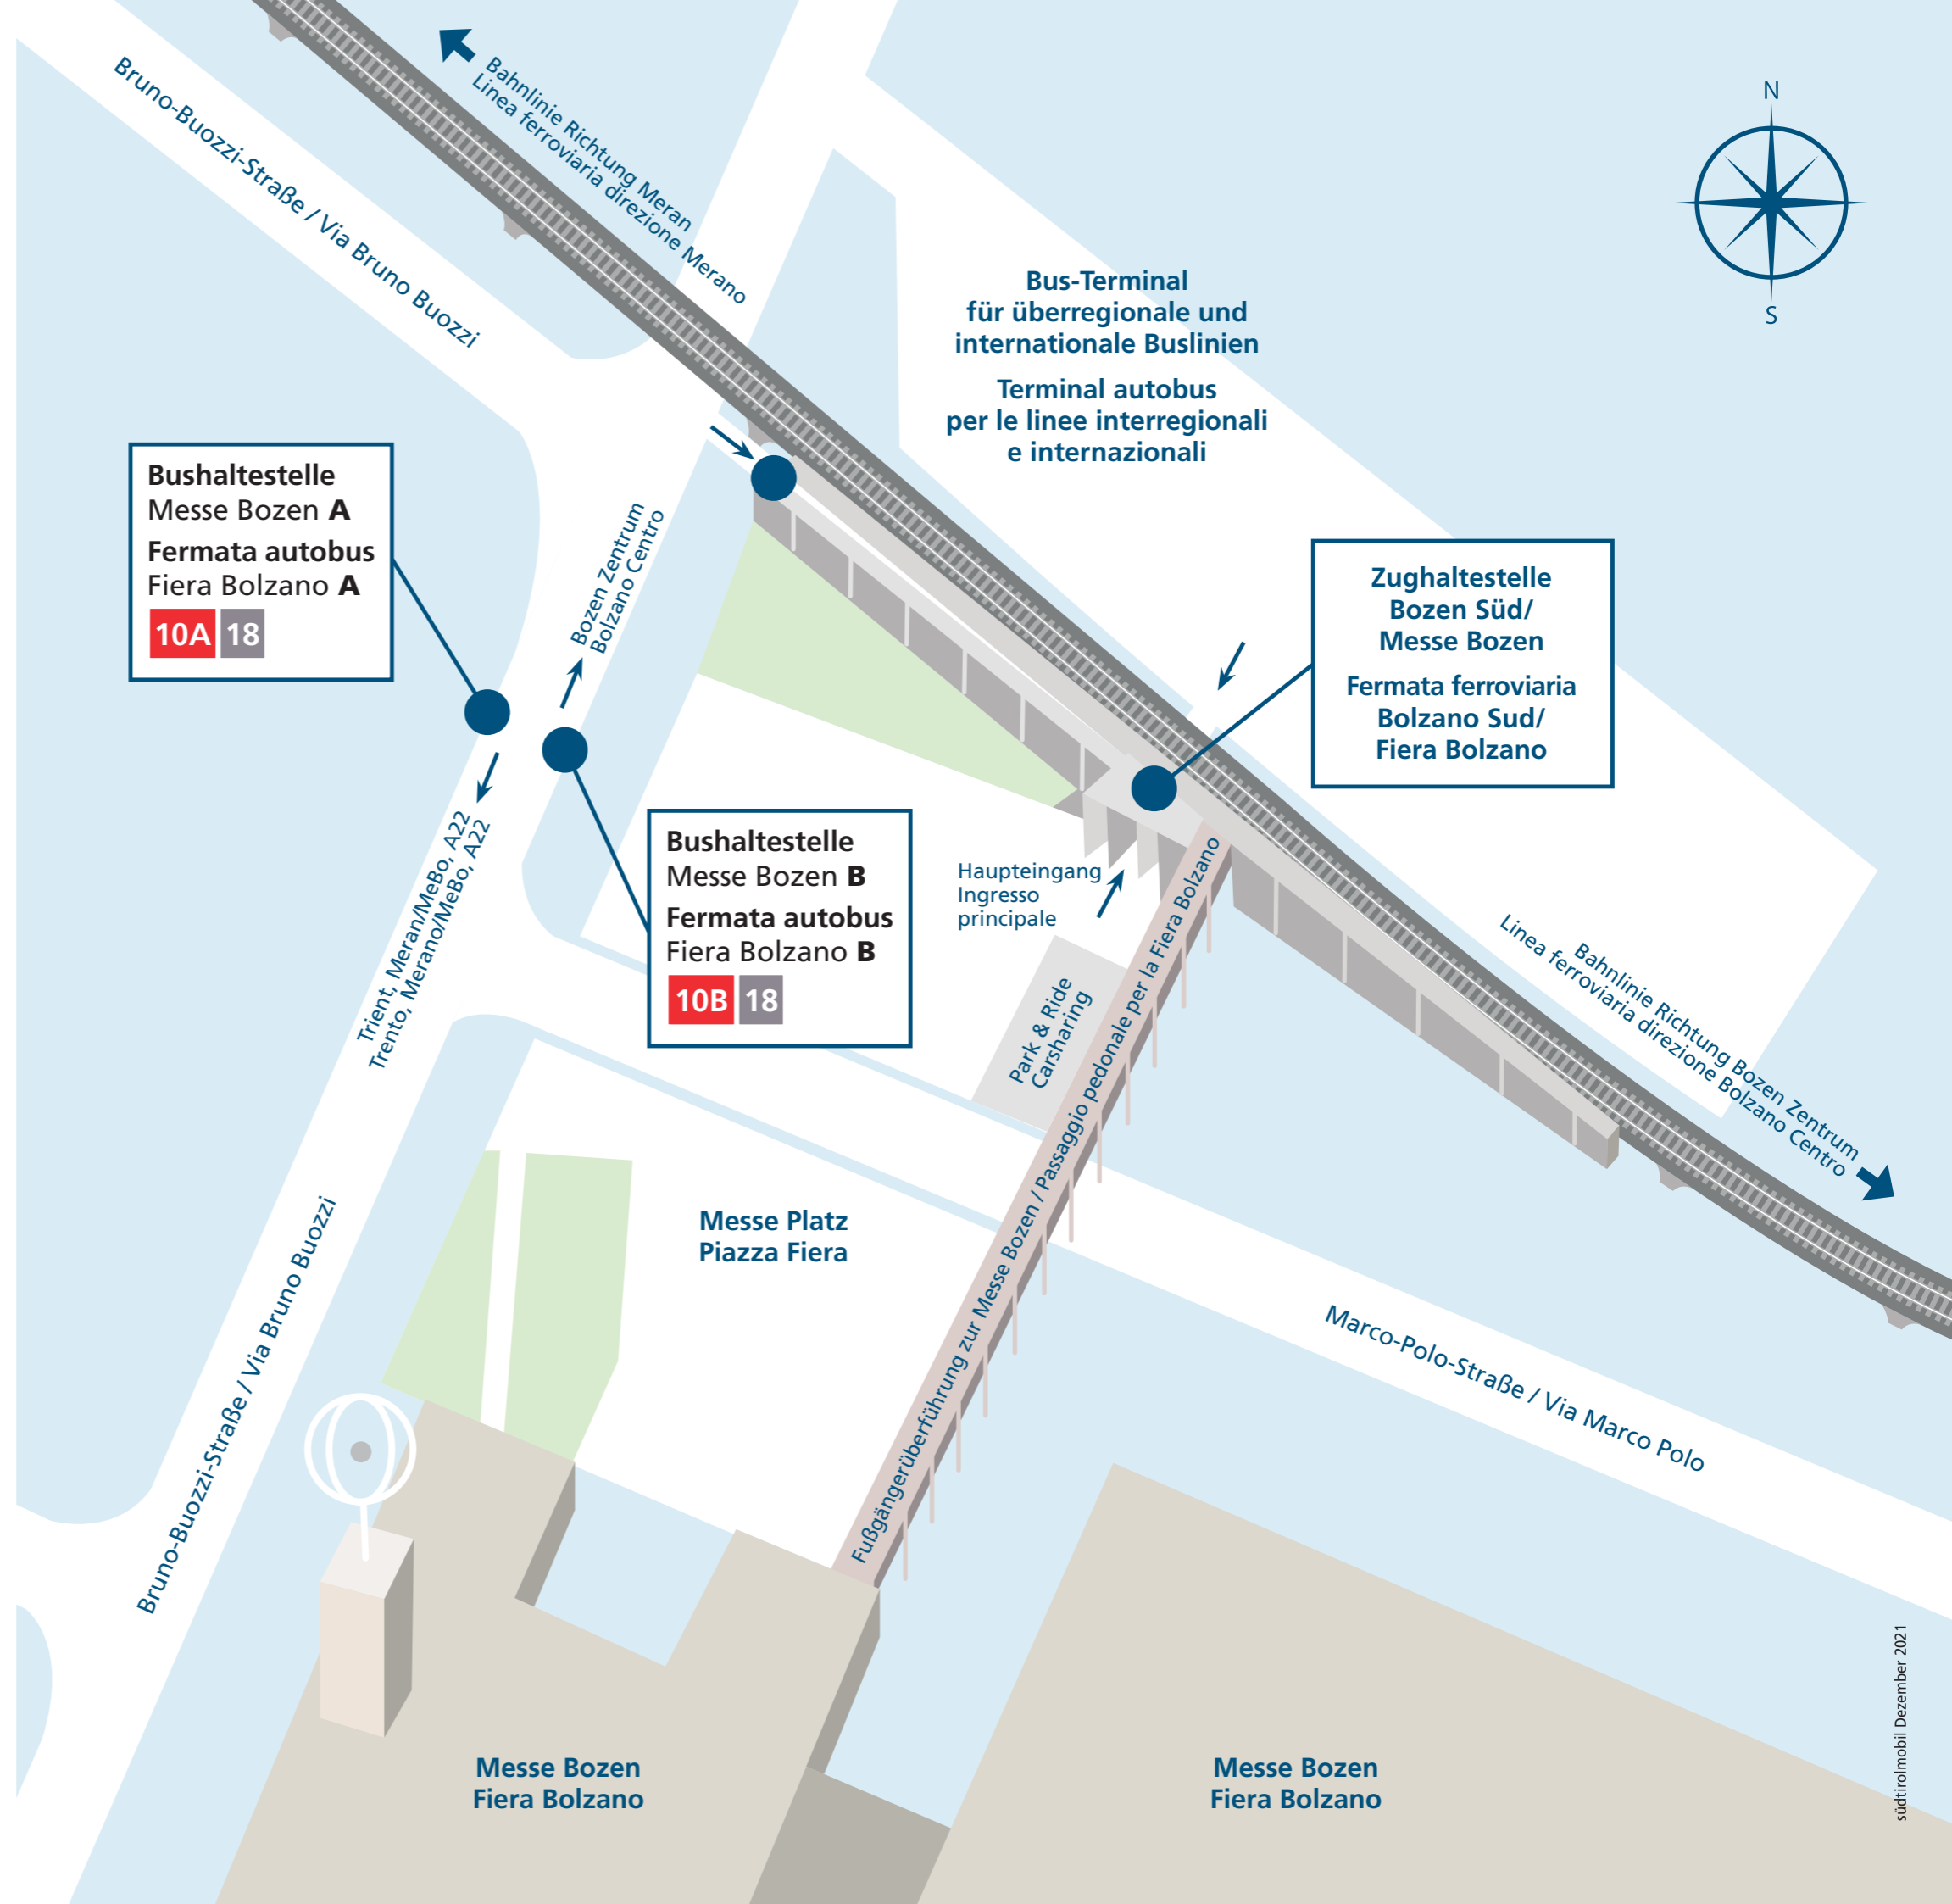 Bruno-Buozzi-Straße / Via Bruno Buozzi
Bahnlinie Richtung Meran
Linea ferroviaria direzione Merano
N
S
Bus-Terminal
für überregionale und
internationale Buslinien
Terminal autobus
per le linee interregionali
e internazionali
Bushaltestelle
Messe Bozen A
Fermata autobus
Fiera Bolzano A
10A 18
Bozen Zentrum
Bolzano Centro
Zughaltestelle
Bozen Süd/
Messe Bozen
Fermata ferroviaria
Bolzano Sud/
Fiera Bolzano
Trient, Meran/MeBo, A22
Trento, Merano/MeBo, A22
Bushaltestelle
Messe Bozen B
Fermata autobus
Fiera Bolzano B
10B 18
Haupteingang
Ingresso
principale
Park & Ride
Carsharing
Fußgängerüberführung zur Messe Bozen / Passaggio pedonale per la Fiera Bolzano
Bahnlinie Richtung Bozen Zentrum
Linea ferroviaria direzione Bolzano Centro
Messe Platz
Piazza Fiera
Bruno-Buozzi-Straße / Via Bruno Buozzi
Marco-Polo-Straße / Via Marco Polo
Messe Bozen
Fiera Bolzano
Messe Bozen
Fiera Bolzano
südtirolmobil Dezember 2021